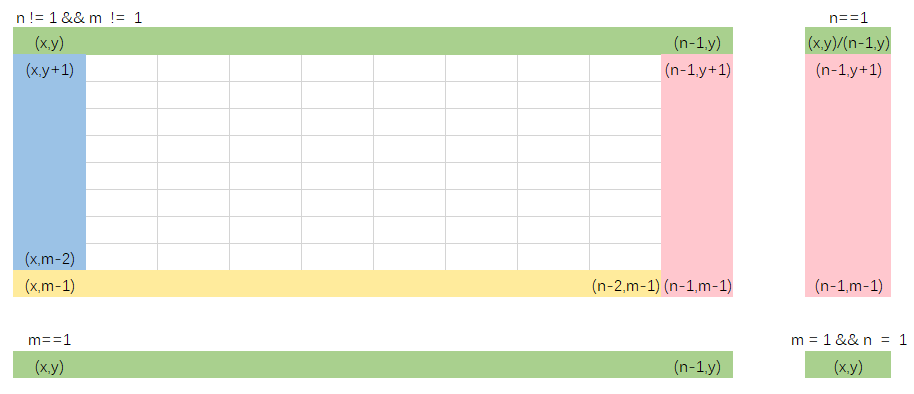 n != 1 && m != 1
n==1
(x,y)
(n-1,y)
(x,y)/(n-1,y)
(x,y+1)
(n-1,y+1)
(n-1,y+1)
(x,m-2)
(x,m-1)
(n-2,m-1)
(n-1,m-1)
(n-1,m-1)
m==1
m = 1 && n = 1
(x,y)
(n-1,y)
(x,y)